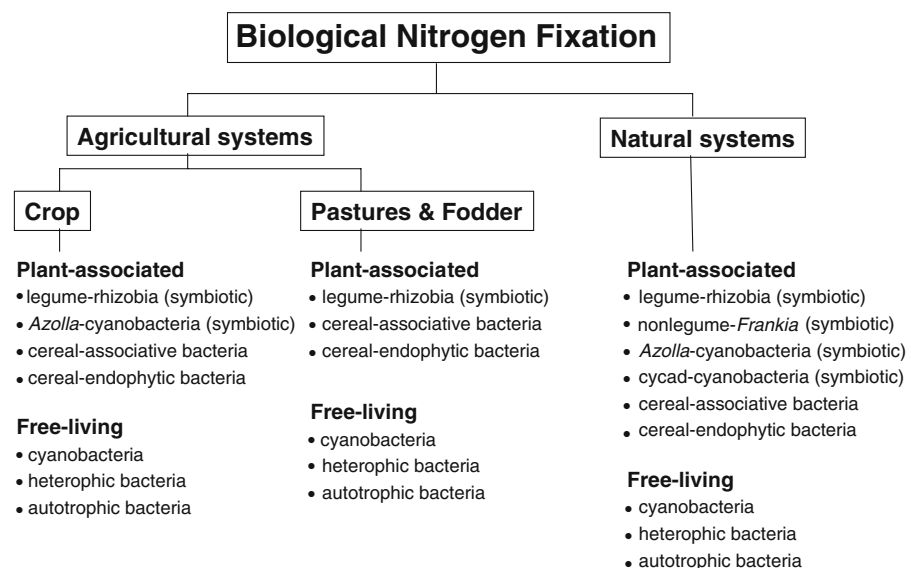 Biological Nitrogen Fixation
Agricultural systems
Natural systems
Crop
Pastures & Fodder
Plant-associated
• legume-rhizobia (symbiotic)
• Azolla-cyanobacteria (symbiotic)
• cereal-associative bacteria
• cereal-endophytic bacteria
Free-living
• cyanobacteria
• heterophic bacteria
• autotrophic bacteria
Plant-associated
• legume-rhizobia (symbiotic)
• cereal-associative bacteria
• cereal-endophytic bacteria
Free-living
• cyanobacteria
• heterophic bacteria
• autotrophic bacteria
Plant-associated
• legume-rhizobia (symbiotic)
• nonlegume-Frankia (symbiotic)
• Azolla-cyanobacteria (symbiotic)
• cycad-cyanobacteria (symbiotic)
• cereal-associative bacteria
• cereal-endophytic bacteria
Free-living
• cyanobacteria
• heterophic bacteria
• autotrophic bacteria